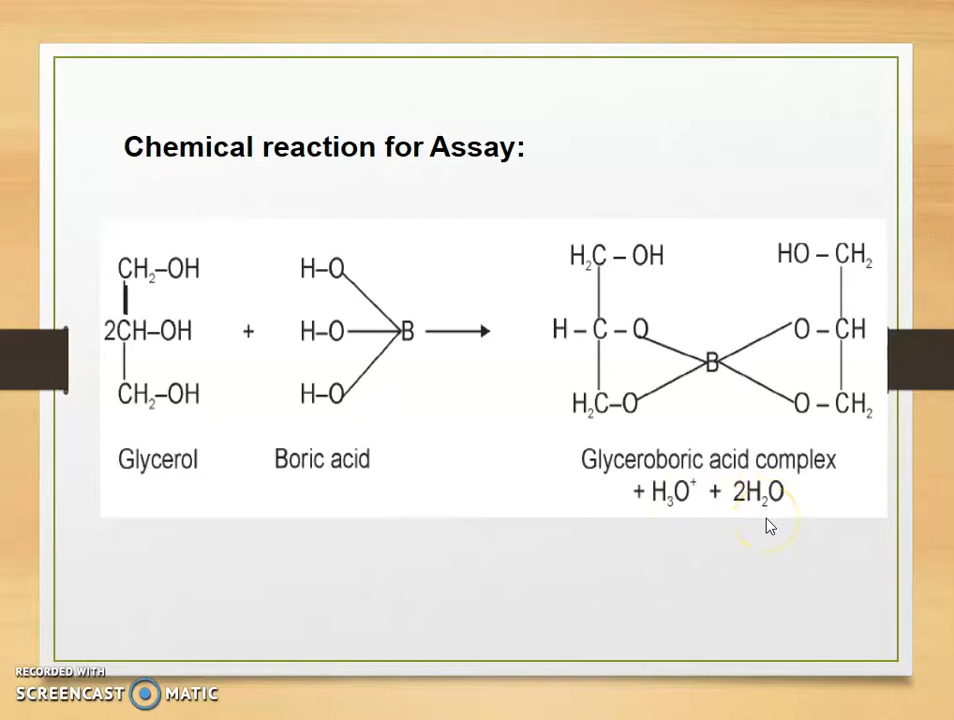 Chemical reaction for Assay:
CH₂–OH
H–O
H₂C – OH
HO – CH₂
2CH–OH + H–O B
H – C – O
B
O – CH
CH₂–OH
H–O
H₂C–O
O – CH₂
Glycerol
Boric acid
Glyceroboric acid complex
+ H₃O⁺ + 2H₂O
RECORDED WITH
SCREENCAST MATIC